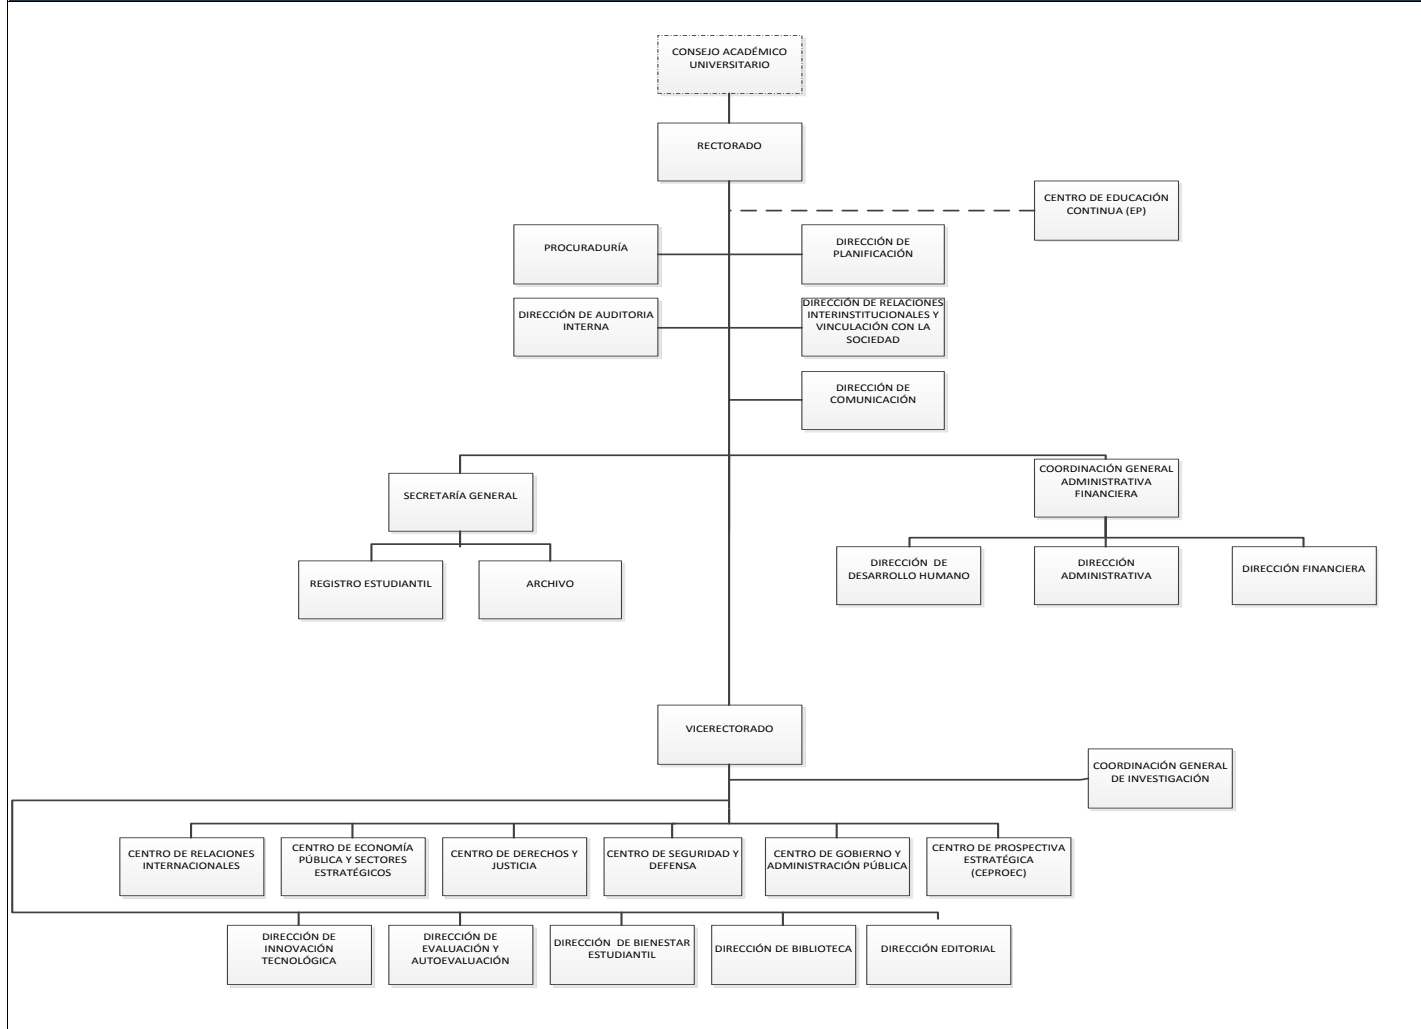 CONSEJO ACADÉMICO
UNIVERSITARIO
RECTORADO
CENTRO DE EDUCACIÓN
CONTINUA (EP)
PROCURADURÍA
DIRECCIÓN DE
PLANIFICACIÓN
DIRECCIÓN DE AUDITORIA
INTERNA
DIRECCIÓN DE RELACIONES
INTERINSTITUCIONALES Y
VINCULACIÓN CON LA
SOCIEDAD
DIRECCIÓN DE
COMUNICACIÓN
SECRETARÍA GENERAL
COORDINACIÓN GENERAL
ADMINISTRATIVA
FINANCIERA
REGISTRO ESTUDIANTIL
ARCHIVO
DIRECCIÓN DE
DESARROLLO HUMANO
DIRECCIÓN
ADMINISTRATIVA
DIRECCIÓN FINANCIERA
VICERECTORADO
COORDINACIÓN GENERAL
DE INVESTIGACIÓN
CENTRO DE RELACIONES
INTERNACIONALES
CENTRO DE ECONOMÍA
PÚBLICA Y SECTORES
ESTRATÉGICOS
CENTRO DE DERECHOS Y
JUSTICIA
CENTRO DE SEGURIDAD Y
DEFENSA
CENTRO DE GOBIERNO Y
ADMINISTRACIÓN PÚBLICA
CENTRO DE PROSPECTIVA
ESTRATÉGICA
(CEPROEC)
DIRECCIÓN DE
INNOVACIÓN
TECNOLÓGICA
DIRECCIÓN DE
EVALUACIÓN Y
AUTOEVALUACIÓN
DIRECCIÓN DE BIENESTAR
ESTUDIANTIL
DIRECCIÓN DE BIBLIOTECA
DIRECCIÓN EDITORIAL